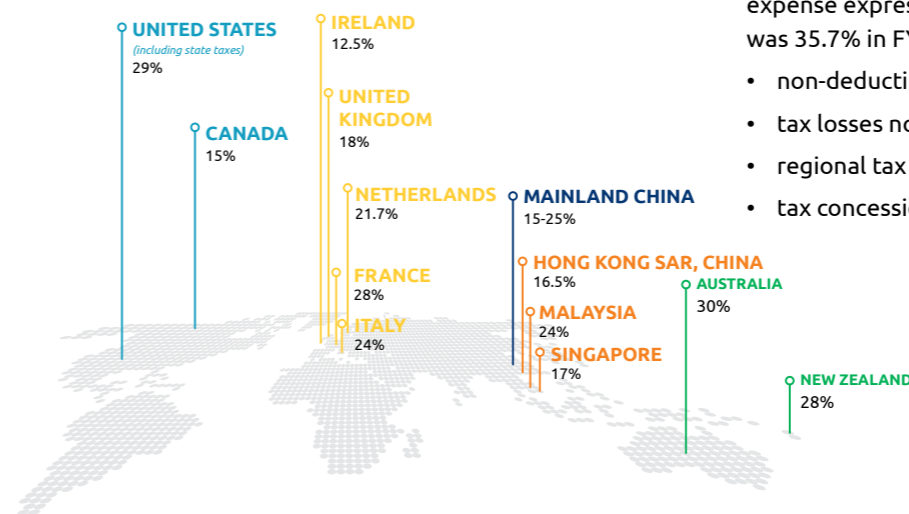 UNITED STATES
(including state taxes)
29%
CANADA
15%
IRELAND
12.5%
UNITED
KINGDOM
18%
NETHERLANDS
21.7%
FRANCE
28%
ITALY
24%
MAINLAND CHINA
15-25%
HONG KONG SAR, CHINA
16.5%
MALAYSIA
24%
SINGAPORE
17%
AUSTRALIA
30%
NEW ZEALAND
28%
expense expres
was 35.7% in F
• non-deducti
• tax losses no
• regional tax
• tax concessi